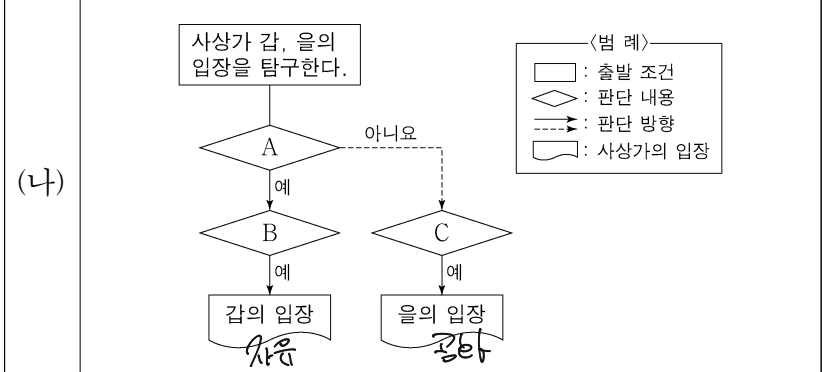 사상가 갑, 을의
입장을 탐구한다.
〈범 례〉
: 출발 조건
: 판단 내용
: 판단 방향
: 사상가의 입장
아니요
A
예
(나)
B
C
예
예
갑의 입장
을의 입장